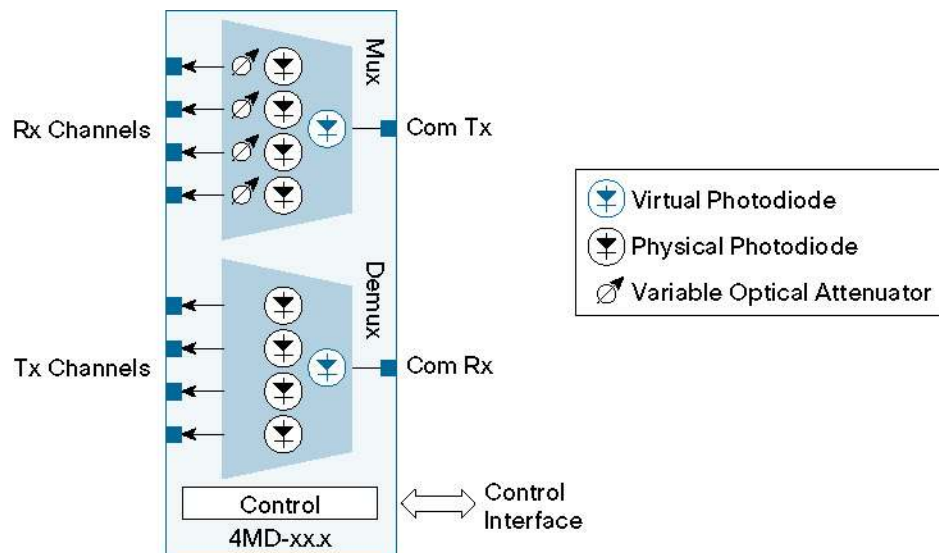 Mux
Rx Channels
Com Tx
Virtual Photodiode
Physical Photodiode
Variable Optical Attenuator
Demux
Tx Channels
Com Rx
Control
4MD-xx.x
Control
Interface